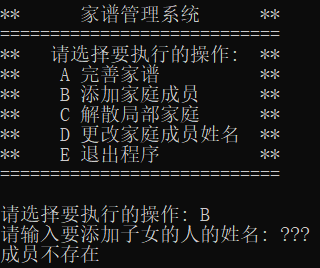 **      家谱管理系统      **
============================
**   请选择要执行的操作:  **
**    A 完善家谱          **
**    B 添加家庭成员      **
**    C 解散局部家庭      **
**    D 更改家庭成员姓名  **
**    E 退出程序          **
============================
请选择要执行的操作: B
请输入要添加子女的人的姓名: ???
成员不存在